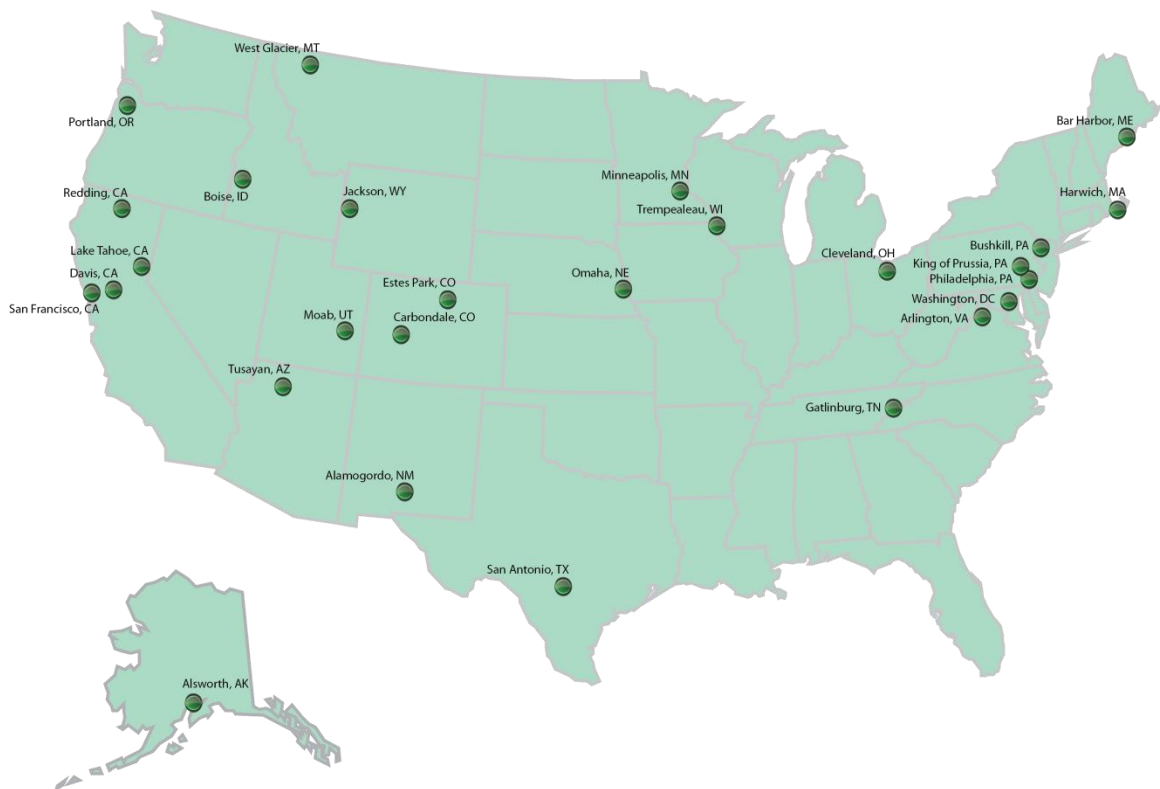 West Glacier, MT
Portland, OR
Bar Harbor, ME
Minneapolis, MN
Boise, ID
Redding, CA
Jackson, WY
Harwich, MA
Trempealeau, WI
Lake Tahoe, CA
Bushkill, PA
Cleveland, OH
King of Prussia, PA
Davis, CA
Omaha, NE
Philadelphia, PA
Estes Park, CO
San Francisco, CA
Washington, DC
Moab, UT
Carbondale, CO
Arlington, VA
Tusayan, AZ
Gatlinburg, TN
Alamogordo, NM
San Antonio, TX
Alsworth, AK